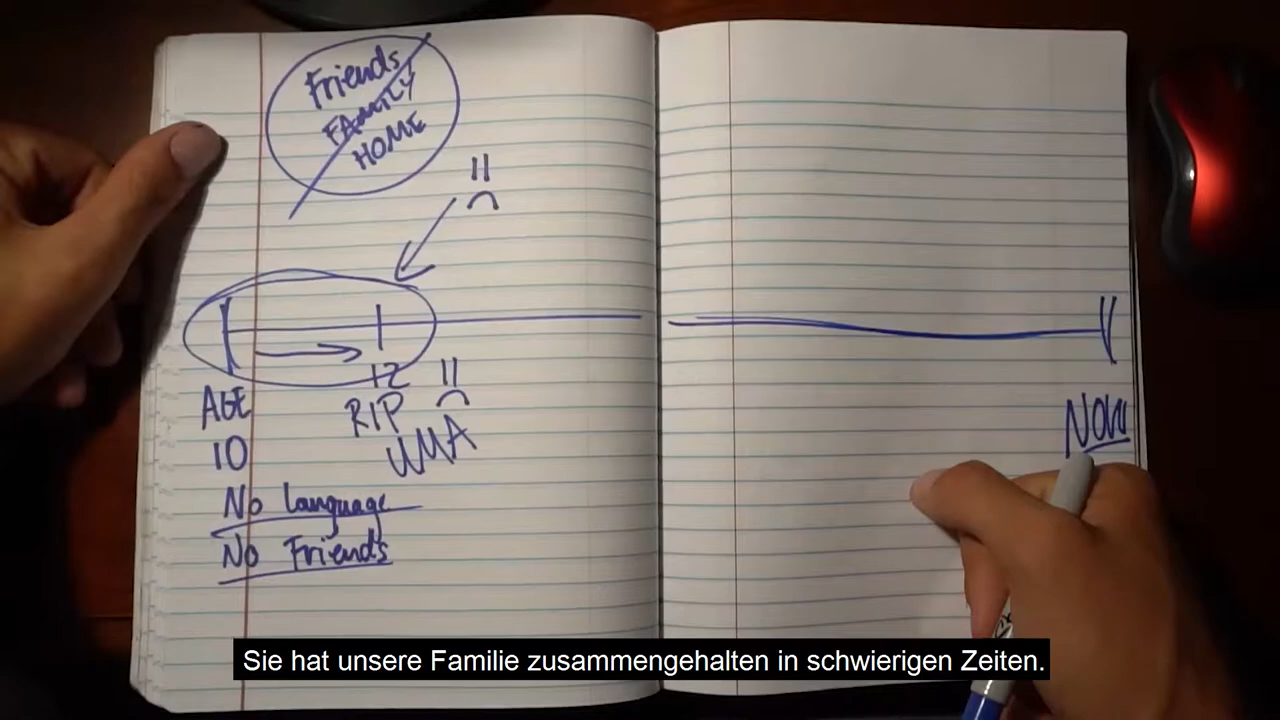 Friends
FAMILY
HOME
12
RIP
UMA
AGE
10
No language
No Friends
NOW
Sie hat unsere Familie zusammengehalten in schwierigen Zeiten.